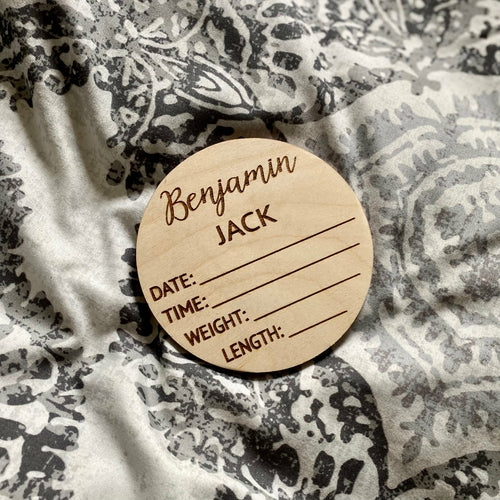 Benjamin
JACK
DATE:
TIME:
WEIGHT:
LENGTH: